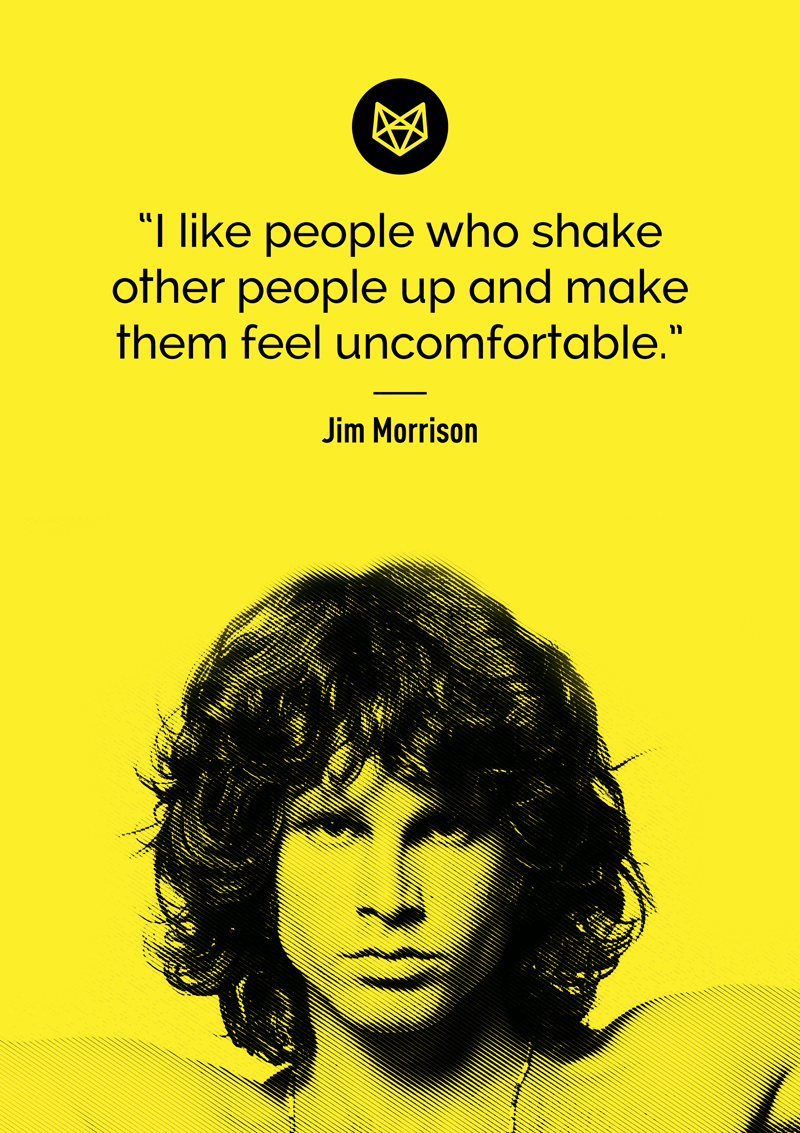 “I like people who shake
other people up and make
them feel uncomfortable.”
Jim Morrison